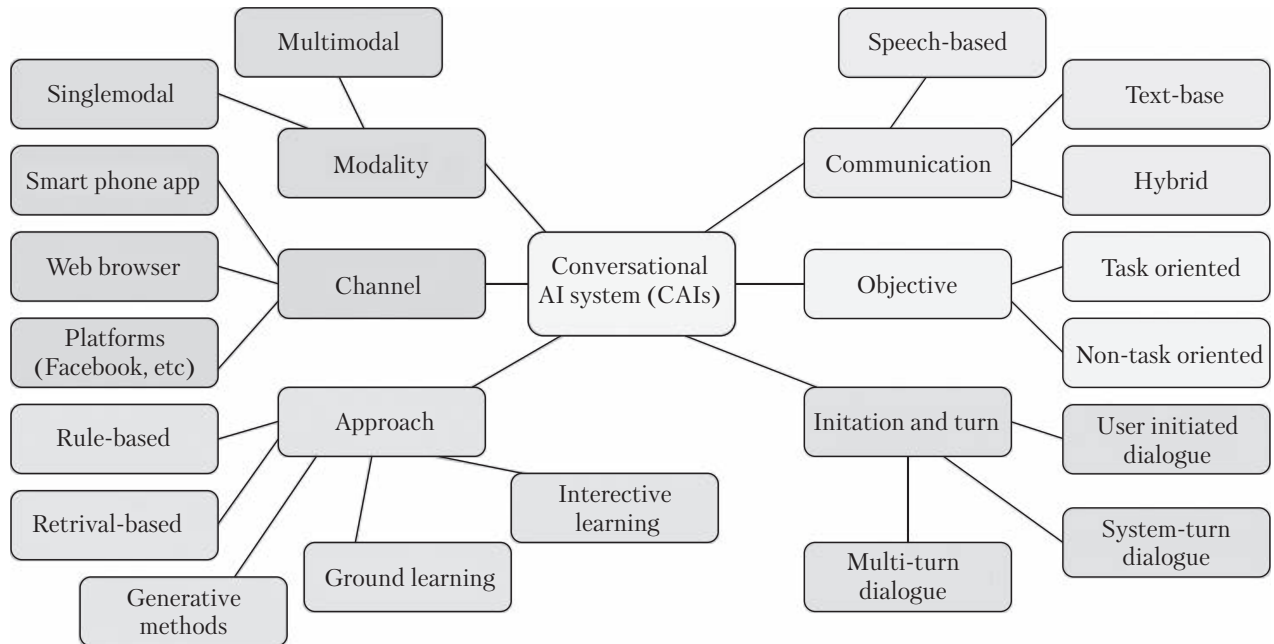 Multimodal
Speech-based
Singlemodal
Text-base
Modality
Communication
Smart phone app
Hybrid
Web browser
Channel
Conversational
AI system (CAIs)
Objective
Task oriented
Platforms
(Facebook, etc)
Non-task oriented
Rule-based
Approach
Initation and turn
User initiated
dialogue
Retrival-based
Interective
learning
System-turn
dialogue
Generative
methods
Ground learning
Multi-turn
dialogue